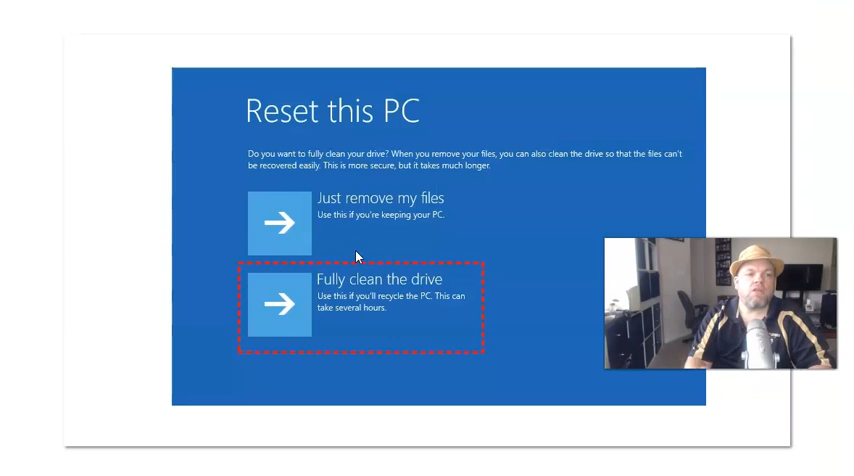 Reset this PC
Do you want to fully clean your drive? When you remove your files, you can also clean the drive so that the files can't
be recovered easily. This is more secure, but it takes much longer.
Just remove my files
Use this if you're keeping your PC.
Fully clean the drive
Use this if you'll recycle the PC. This can
take several hours.